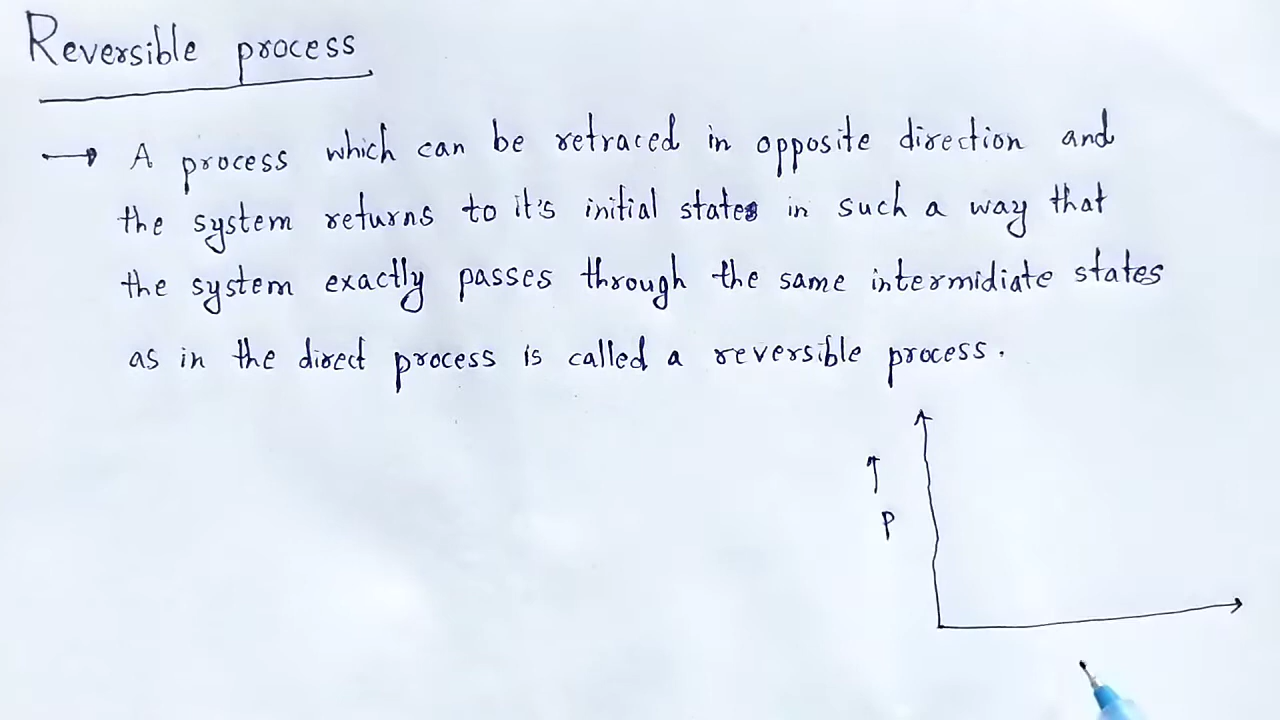 Reversible process
→ A process which can be retraced in opposite direction and
the system returns to it's initial states in such a way that
the system exactly passes through the same intermidiate states
as in the direct process is called a reversible process.
↑
P